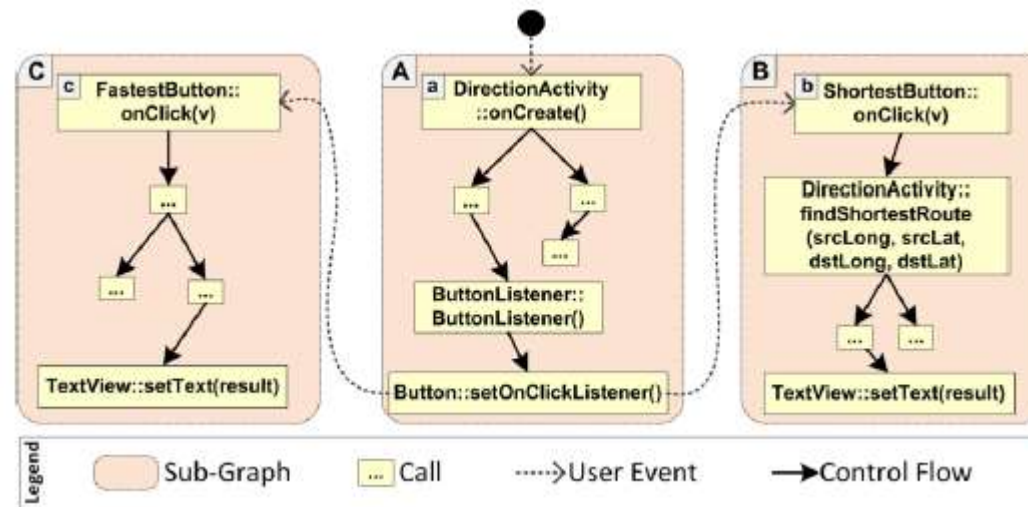 C
c
FastestButton::
onClick(v)
...
...
...
TextView::setText(result)
A
a
DirectionActivity
::onCreate()
...
...
...
ButtonListener::
ButtonListener()
Button::setOnClickListener()
B
b
ShortestButton::
onClick(v)
DirectionActivity::
findShortestRoute
(srcLong, srcLat,
dstLong, dstLat)
...
...
TextView::setText(result)
Legend
Sub-Graph
... Call
User Event
Control Flow